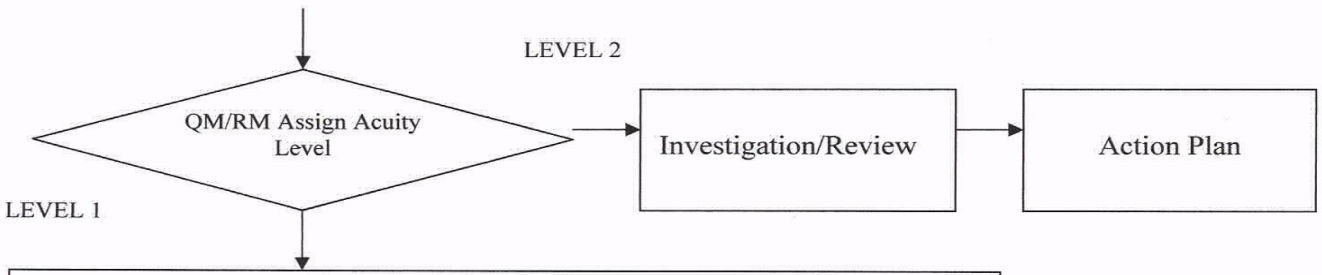 LEVEL 2
QM/RM Assign Acuity
Level
Investigation/Review
Action Plan
LEVEL 1